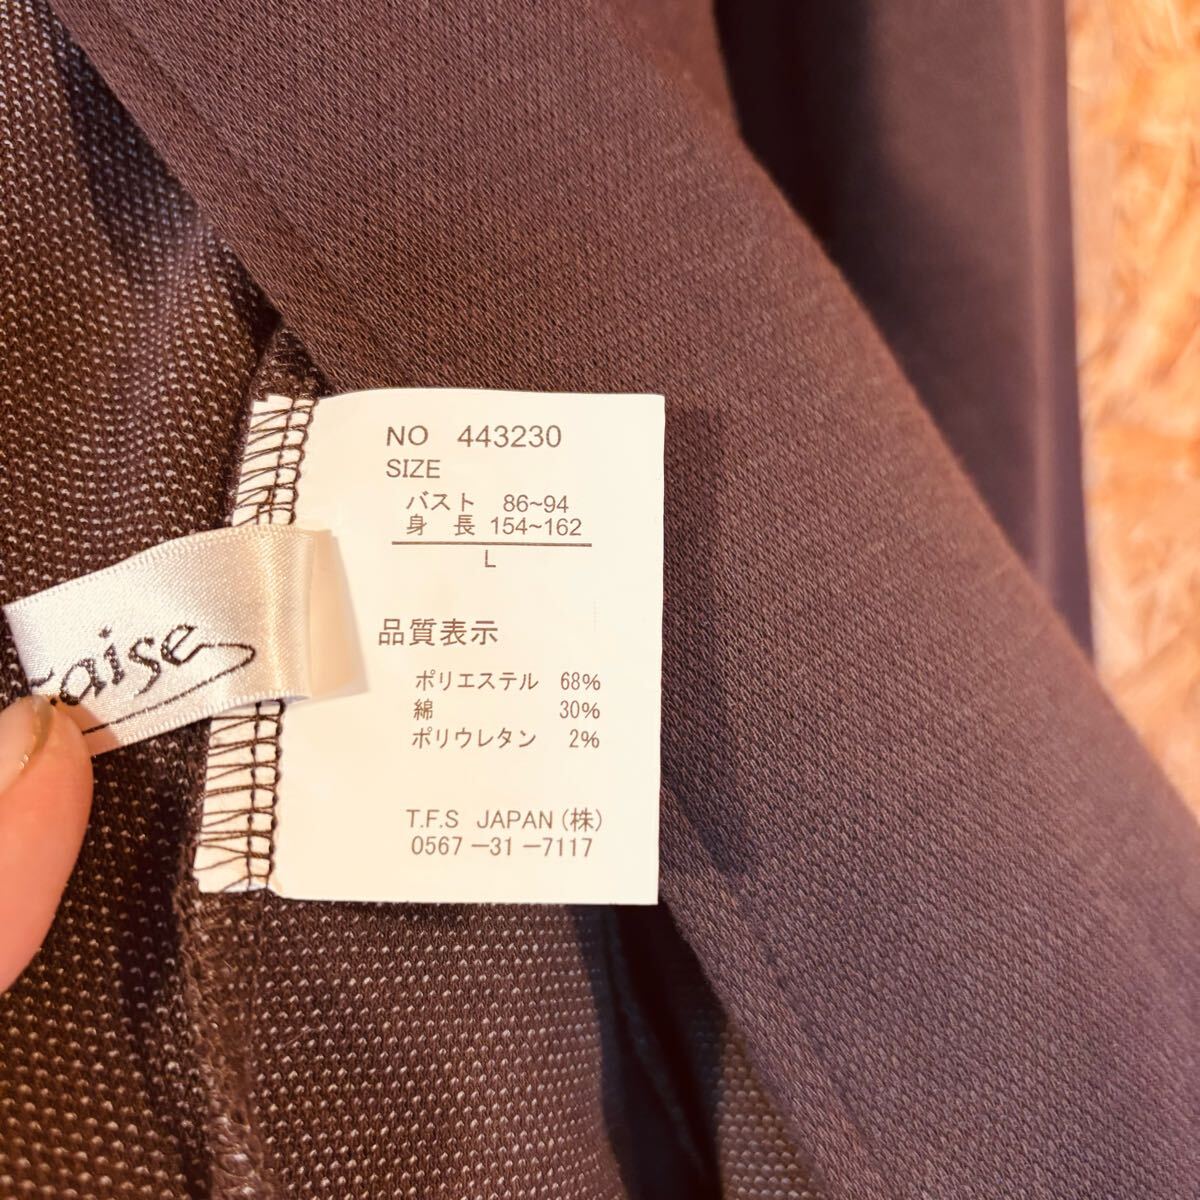 NO 443230
SIZE
バスト 86~94
身 長 154~162
L
品質表示
ポリエステル 68%
綿 30%
ポリウレタン 2%
T.F.S JAPAN (株)
0567-31-7117